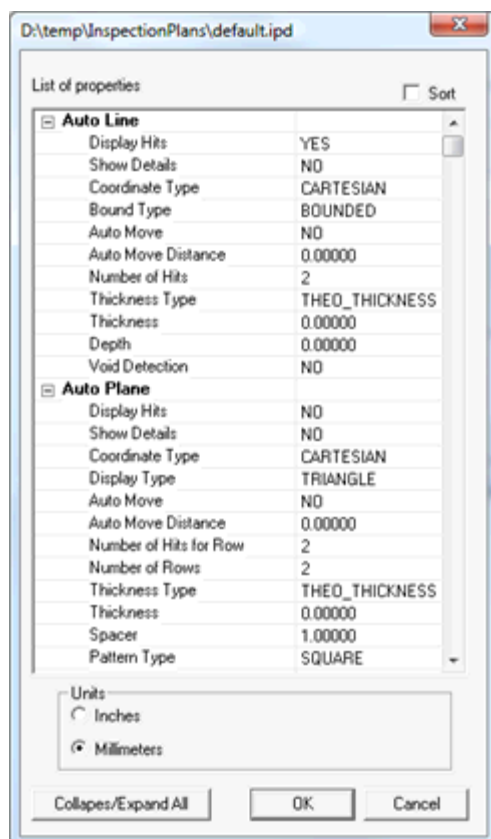 D:\temp\InspectionPlans\default.ipd
List of properties
Sort
Auto Line
Display Hits YES
Show Details NO
Coordinate Type CARTESIAN
Bound Type BOUNDED
Auto Move NO
Auto Move Distance 0.00000
Number of Hits 2
Thickness Type THEO_THICKNESS
Thickness 0.00000
Depth 0.00000
Void Detection NO
Auto Plane
Display Hits NO
Show Details NO
Coordinate Type CARTESIAN
Display Type TRIANGLE
Auto Move NO
Auto Move Distance 0.00000
Number of Hits for Row 2
Number of Rows 2
Thickness Type THEO_THICKNESS
Thickness 0.00000
Spacer 1.00000
Pattern Type SQUARE
Units
Inches
Millimeters
Collapes/Expand All OK Cancel